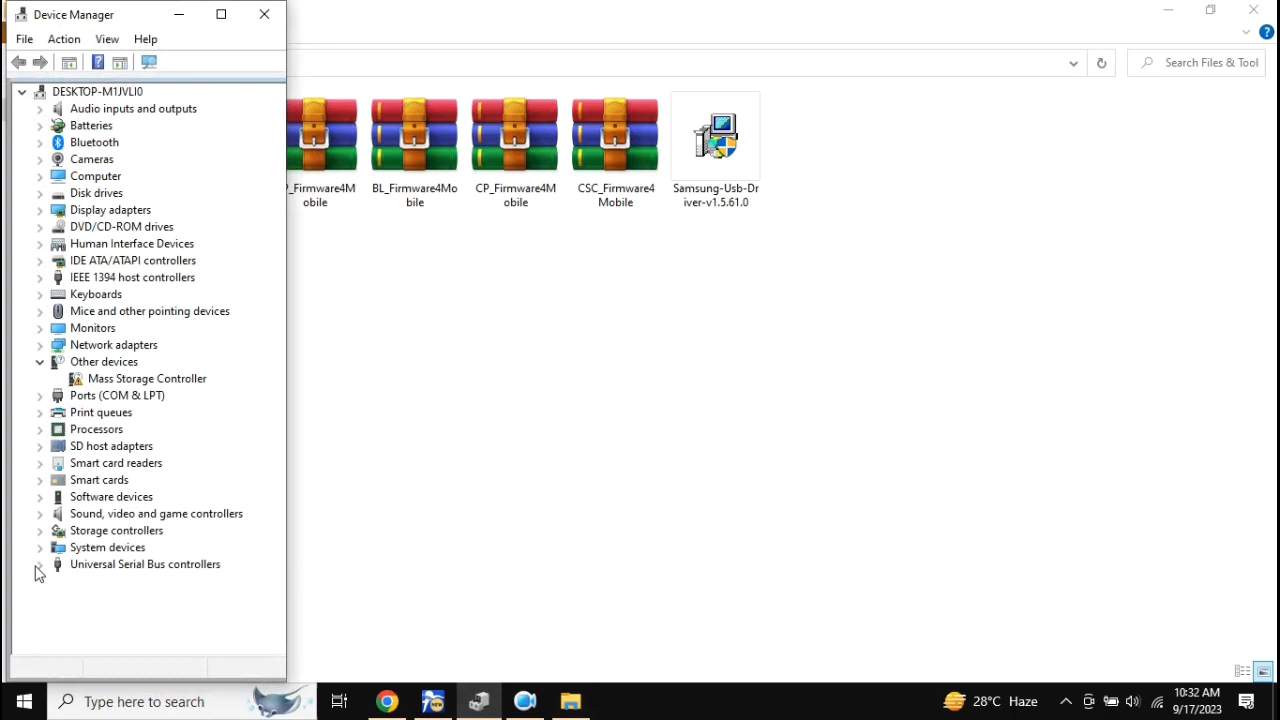 Device Manager
File Action View Help
DESKTOP-M1JVLI0
Audio inputs and outputs
Batteries
Bluetooth
Cameras
Computer
Disk drives
Display adapters
DVD/CD-ROM drives
Human Interface Devices
IDE ATA/ATAPI controllers
IEEE 1394 host controllers
Keyboards
Mice and other pointing devices
Monitors
Network adapters
Other devices
Mass Storage Controller
Ports (COM & LPT)
Print queues
Processors
SD host adapters
Smart card readers
Smart cards
Software devices
Sound, video and game controllers
Storage controllers
System devices
Universal Serial Bus controllers
Search Files & Tool
P_Firmware4M
obile
BL_Firmware4Mo
bile
CP_Firmware4M
obile
CSC_Firmware4
Mobile
Samsung-Usb-Dr
iver-v1.5.61.0
Type here to search
NEW
28°C Haze
10:32 AM
9/17/2023